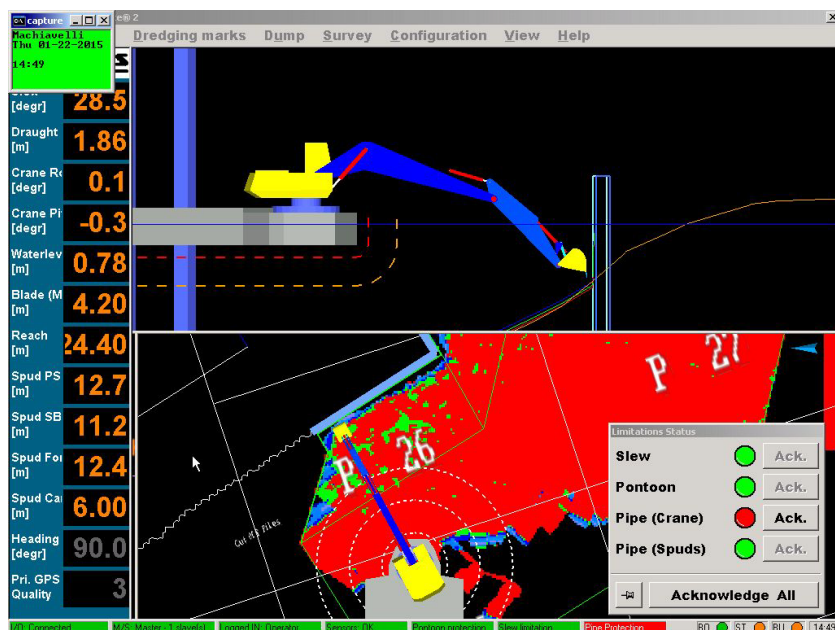 capture
e® 2
Machiavelli
Thu 01-22-2015
14:49
Dredging marks Dump Survey Configuration View Help
[degr] 28.5
Draught
[m] 1.86
Crane Ro
[degr] 0.1
Crane Pi
[degr] -0.3
Waterlev
[m] 0.78
Blade (M
[m] 4.20
Reach
[m] 24.40
Spud PS
[m] 12.7
Spud SB
[m] 11.2
Spud For
[m] 12.4
Spud Car
[m] 6.00
Heading
[degr] 90.0
Pri. GPS
Quality 3
P 27
P 26
Limitations Status
Slew Ack.
Pontoon Ack.
Pipe (Crane) Ack.
Pipe (Spuds) Ack.
Acknowledge All
I/O: Connected M/S: Master - 1 slave(s) Logged IN: Operator Sensors: OK Pontoon protection Slew limitation Pipe Protection BO ST BU 14:49